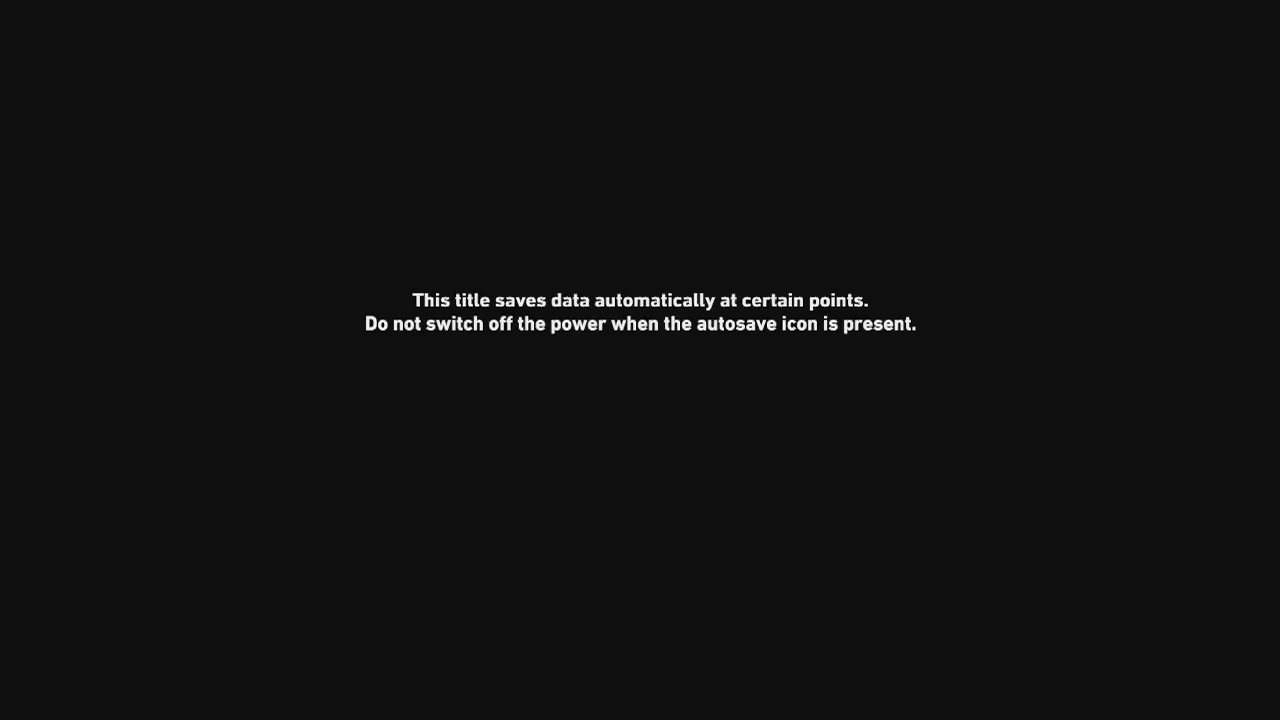 This title saves data automatically at certain points.
Do not switch off the power when the autosave icon is present.